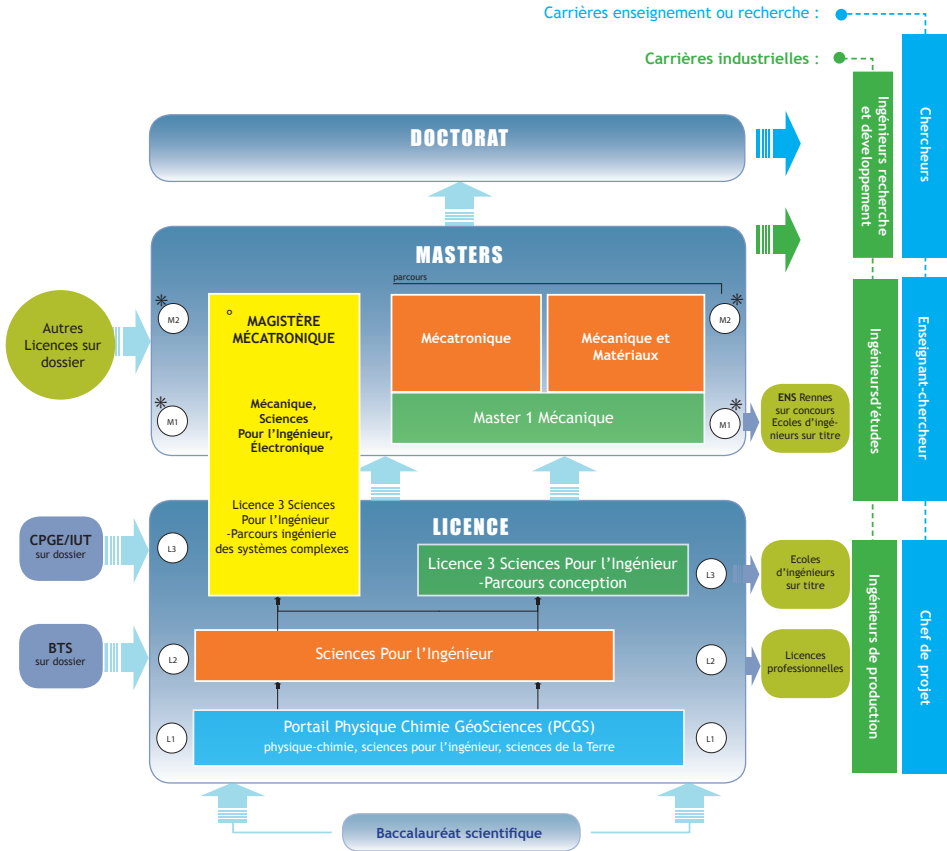 Carrières enseignement ou recherche :
Carrières industrielles :
DOCTORAT
MASTERS
parcours
Autres
Licences sur
dossier
M2
M1
°
MAGISTÈRE
MÉCATRONIQUE
Mécanique,
Sciences
Pour l'Ingénieur,
Électronique
Licence 3 Sciences
Pour l'Ingénieur
-Parcours ingénierie
des systèmes complexes
Mécatronique
Mécanique et
Matériaux
Master 1 Mécanique
M2
M1
ENS Rennes
sur concours
Ecoles d'ingé-
nieurs sur titre
LICENCE
CPGE/IUT
sur dossier
L3
Licence 3 Sciences Pour l'Ingénieur
-Parcours conception
L3
Ecoles
d'ingénieurs
sur titre
BTS
sur dossier
L2
Sciences Pour l'Ingénieur
L2
Licences
professionnelles
L1
Portail Physique Chimie GéoSciences (PCGS)
physique-chimie, sciences pour l'ingénieur, sciences de la Terre
L1
Baccalauréat scientifique
Ingénieurs recherche
et développement
Ingénieursd'études
Ingénieurs de production
Chercheurs
Enseignant-chercheur
Chef de projet